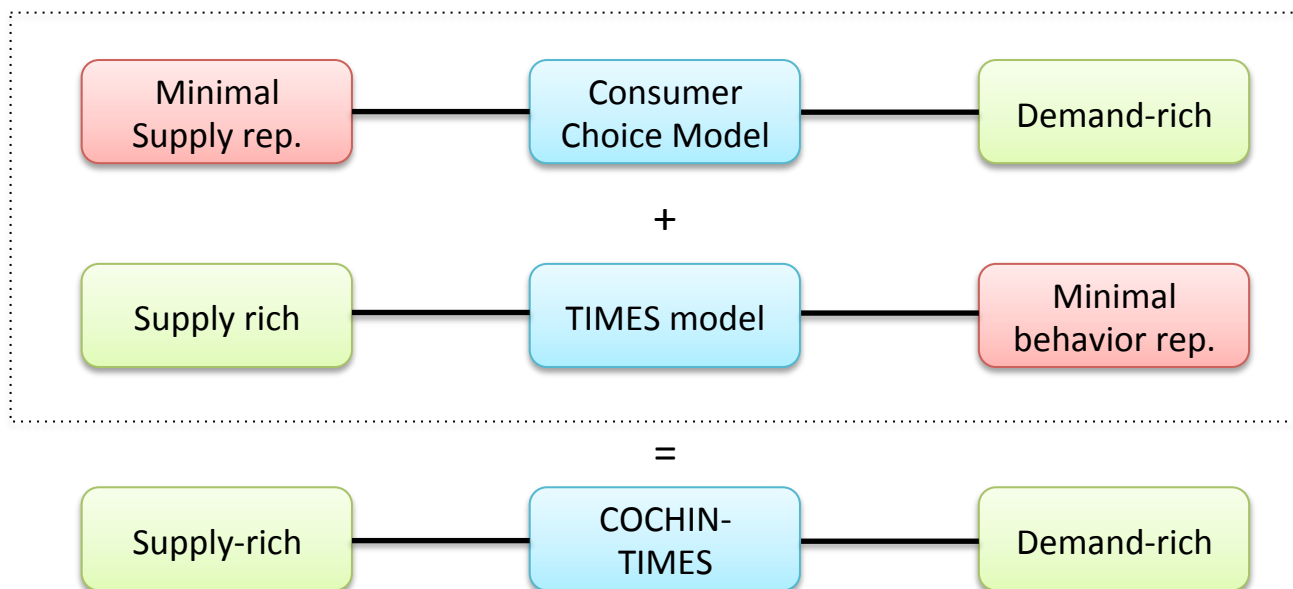 Minimal
Supply rep.
Consumer
Choice Model
Demand-rich
+
Supply rich
TIMES model
Minimal
behavior rep.
=
Supply-rich
COCHIN-
TIMES
Demand-rich